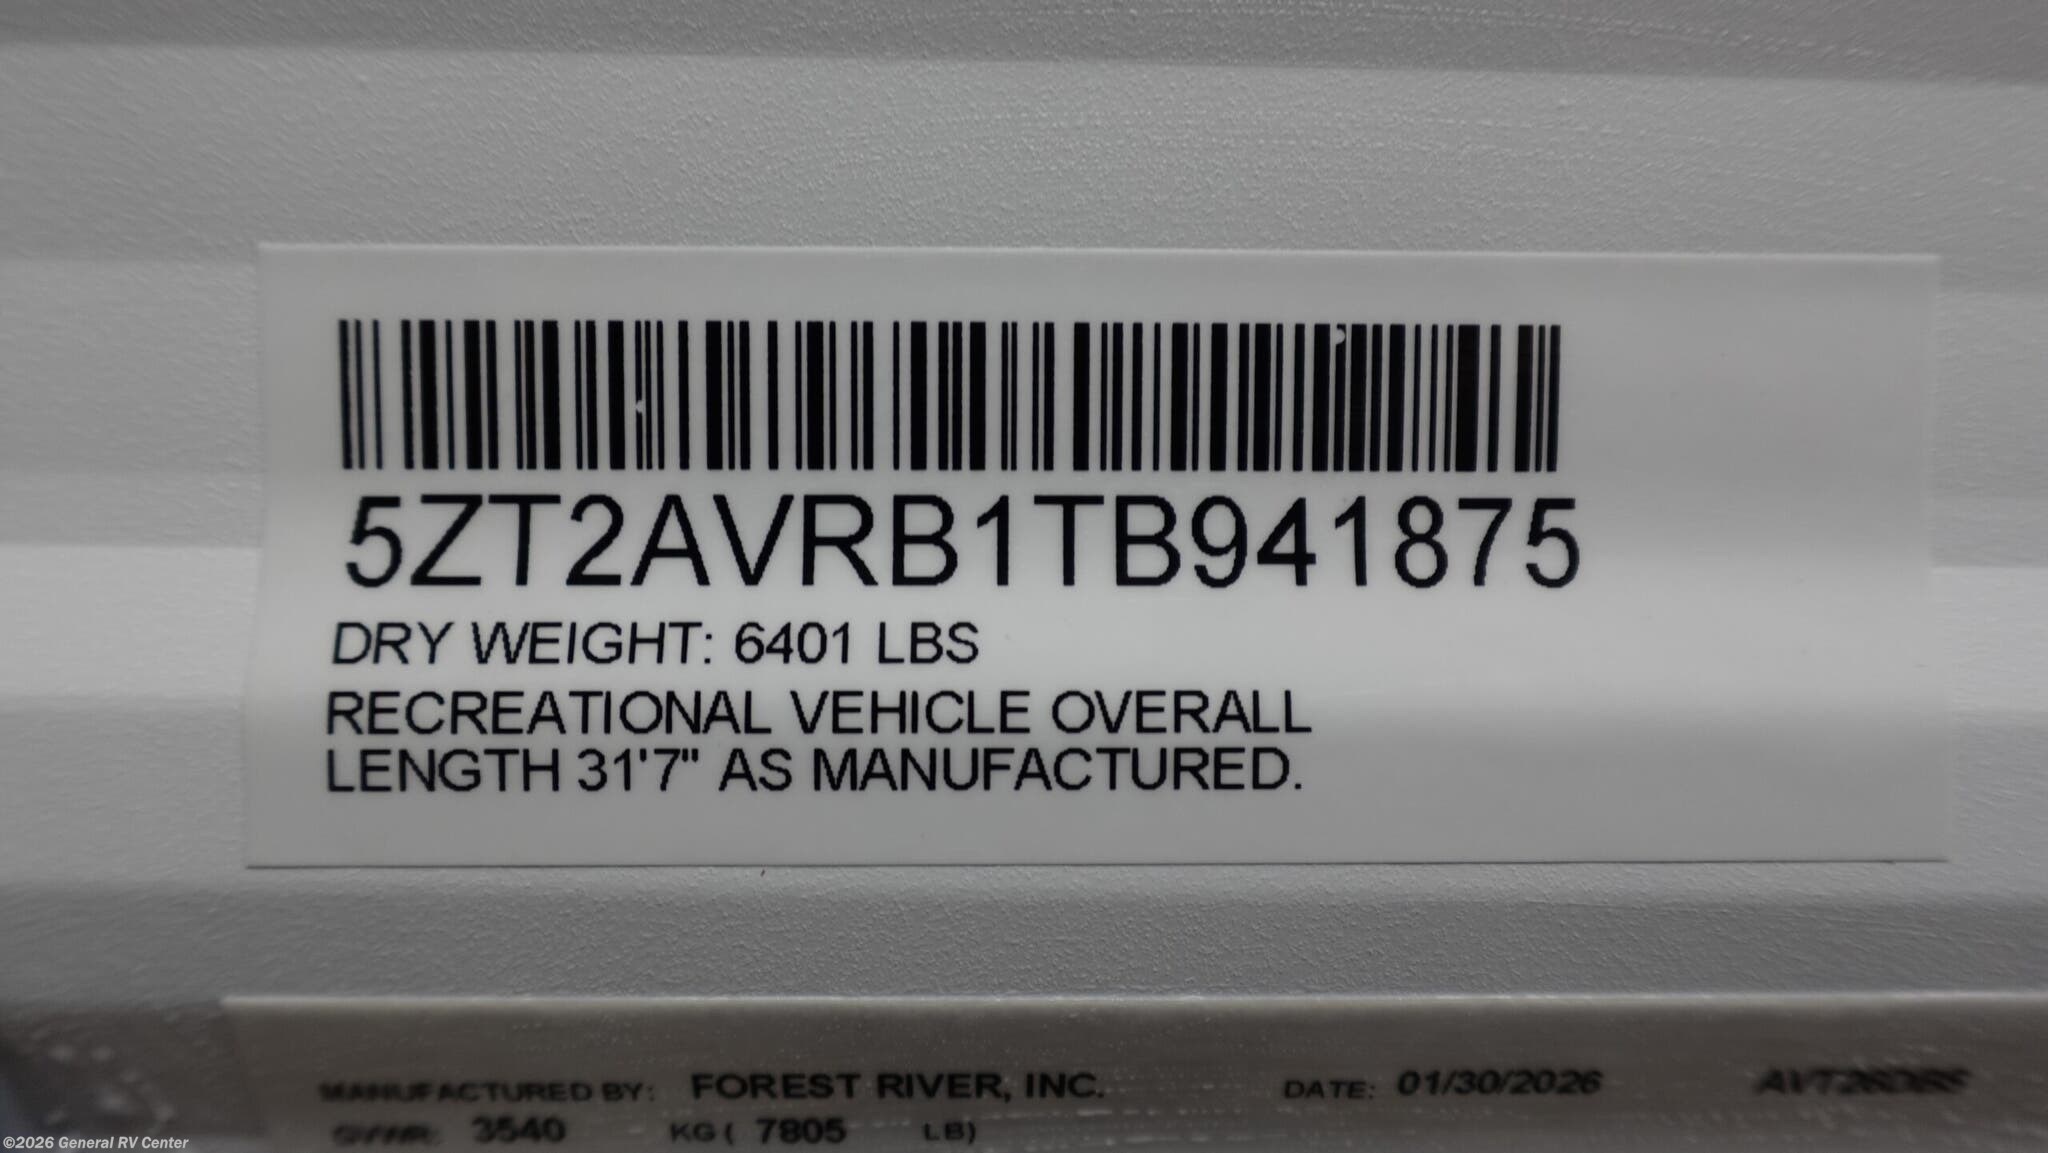 5ZT2AVRB1TB941875
DRY WEIGHT: 6401 LBS
RECREATIONAL VEHICLE OVERALL
LENGTH 31'7" AS MANUFACTURED.
MANUFACTURED BY: FOREST RIVER, INC. DATE: 01/30/2026
GVWR: 3540 KG ( 7805 LB)
©2026 General RV Center